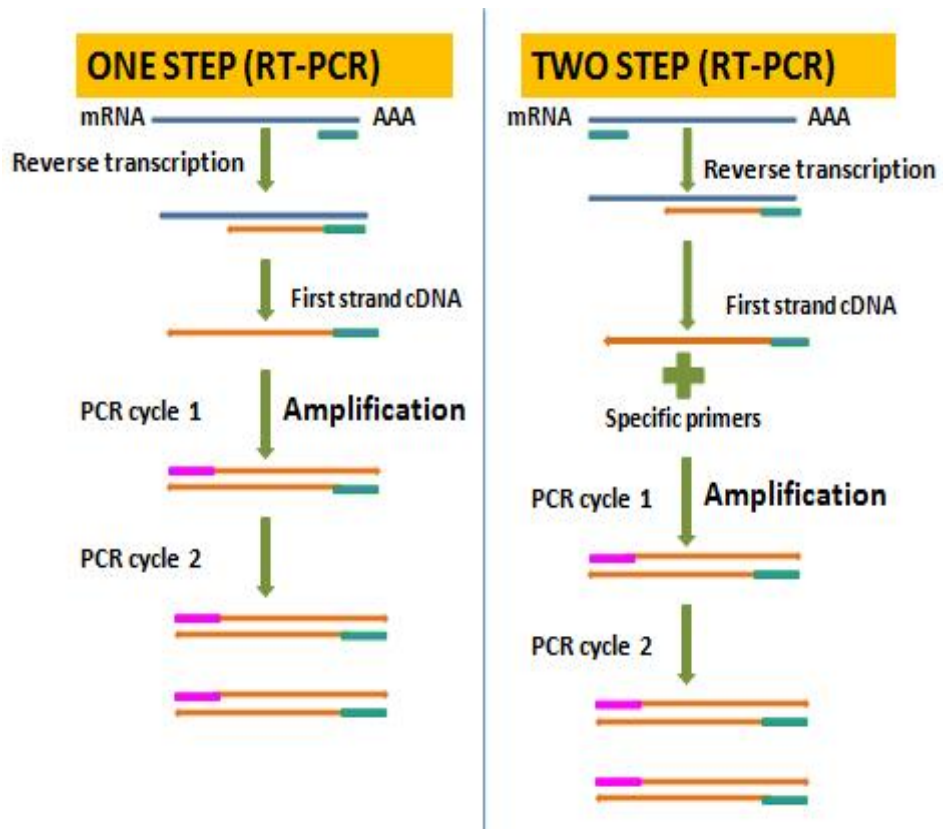 ONE STEP (RT-PCR)
mRNA AAA
Reverse transcription
First strand cDNA
PCR cycle 1 Amplification
PCR cycle 2
TWO STEP (RT-PCR)
mRNA AAA
Reverse transcription
First strand cDNA
Specific primers
PCR cycle 1 Amplification
PCR cycle 2